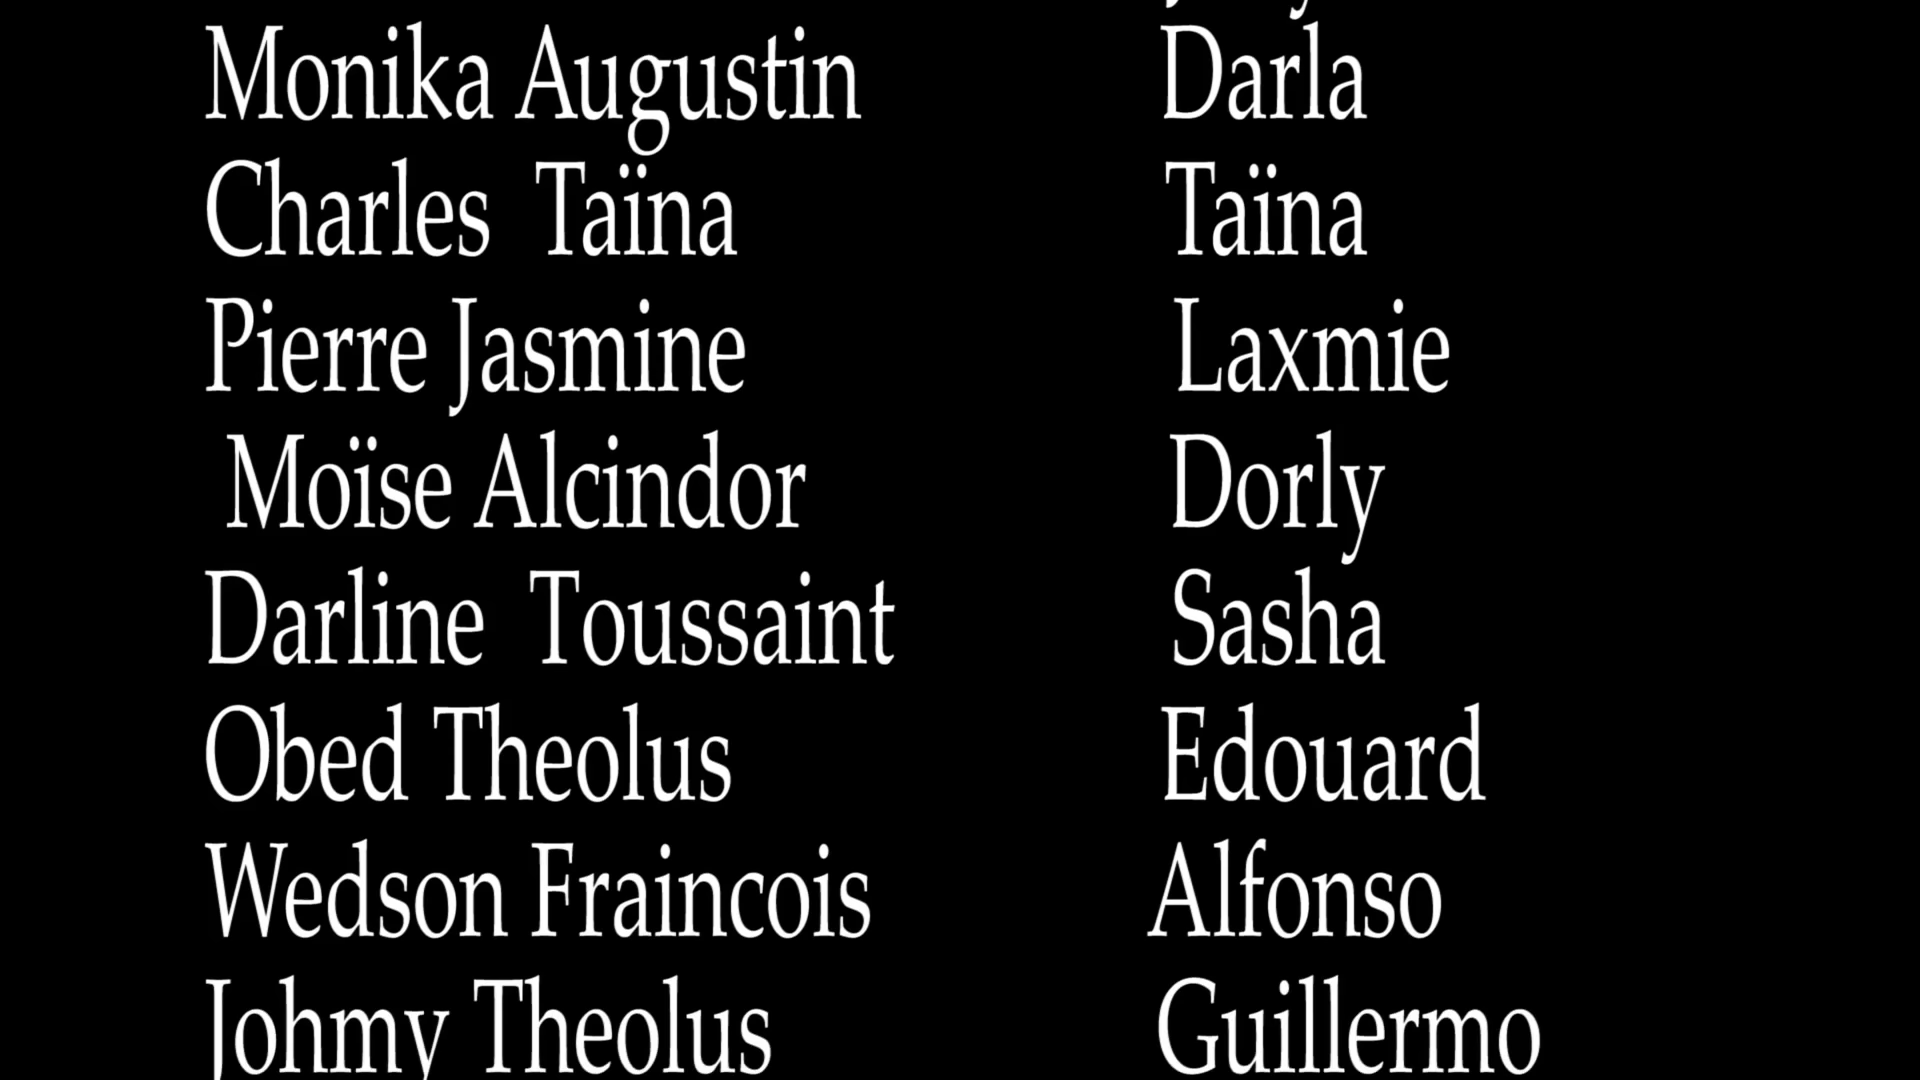 Monika Augustin Darla
Charles Taïna Taïna
Pierre Jasmine Laxmie
Moïse Alcindor Dorly
Darline Toussaint Sasha
Obed Theolus Edouard
Wedson Fraincois Alfonso
Johmy Theolus Guillermo